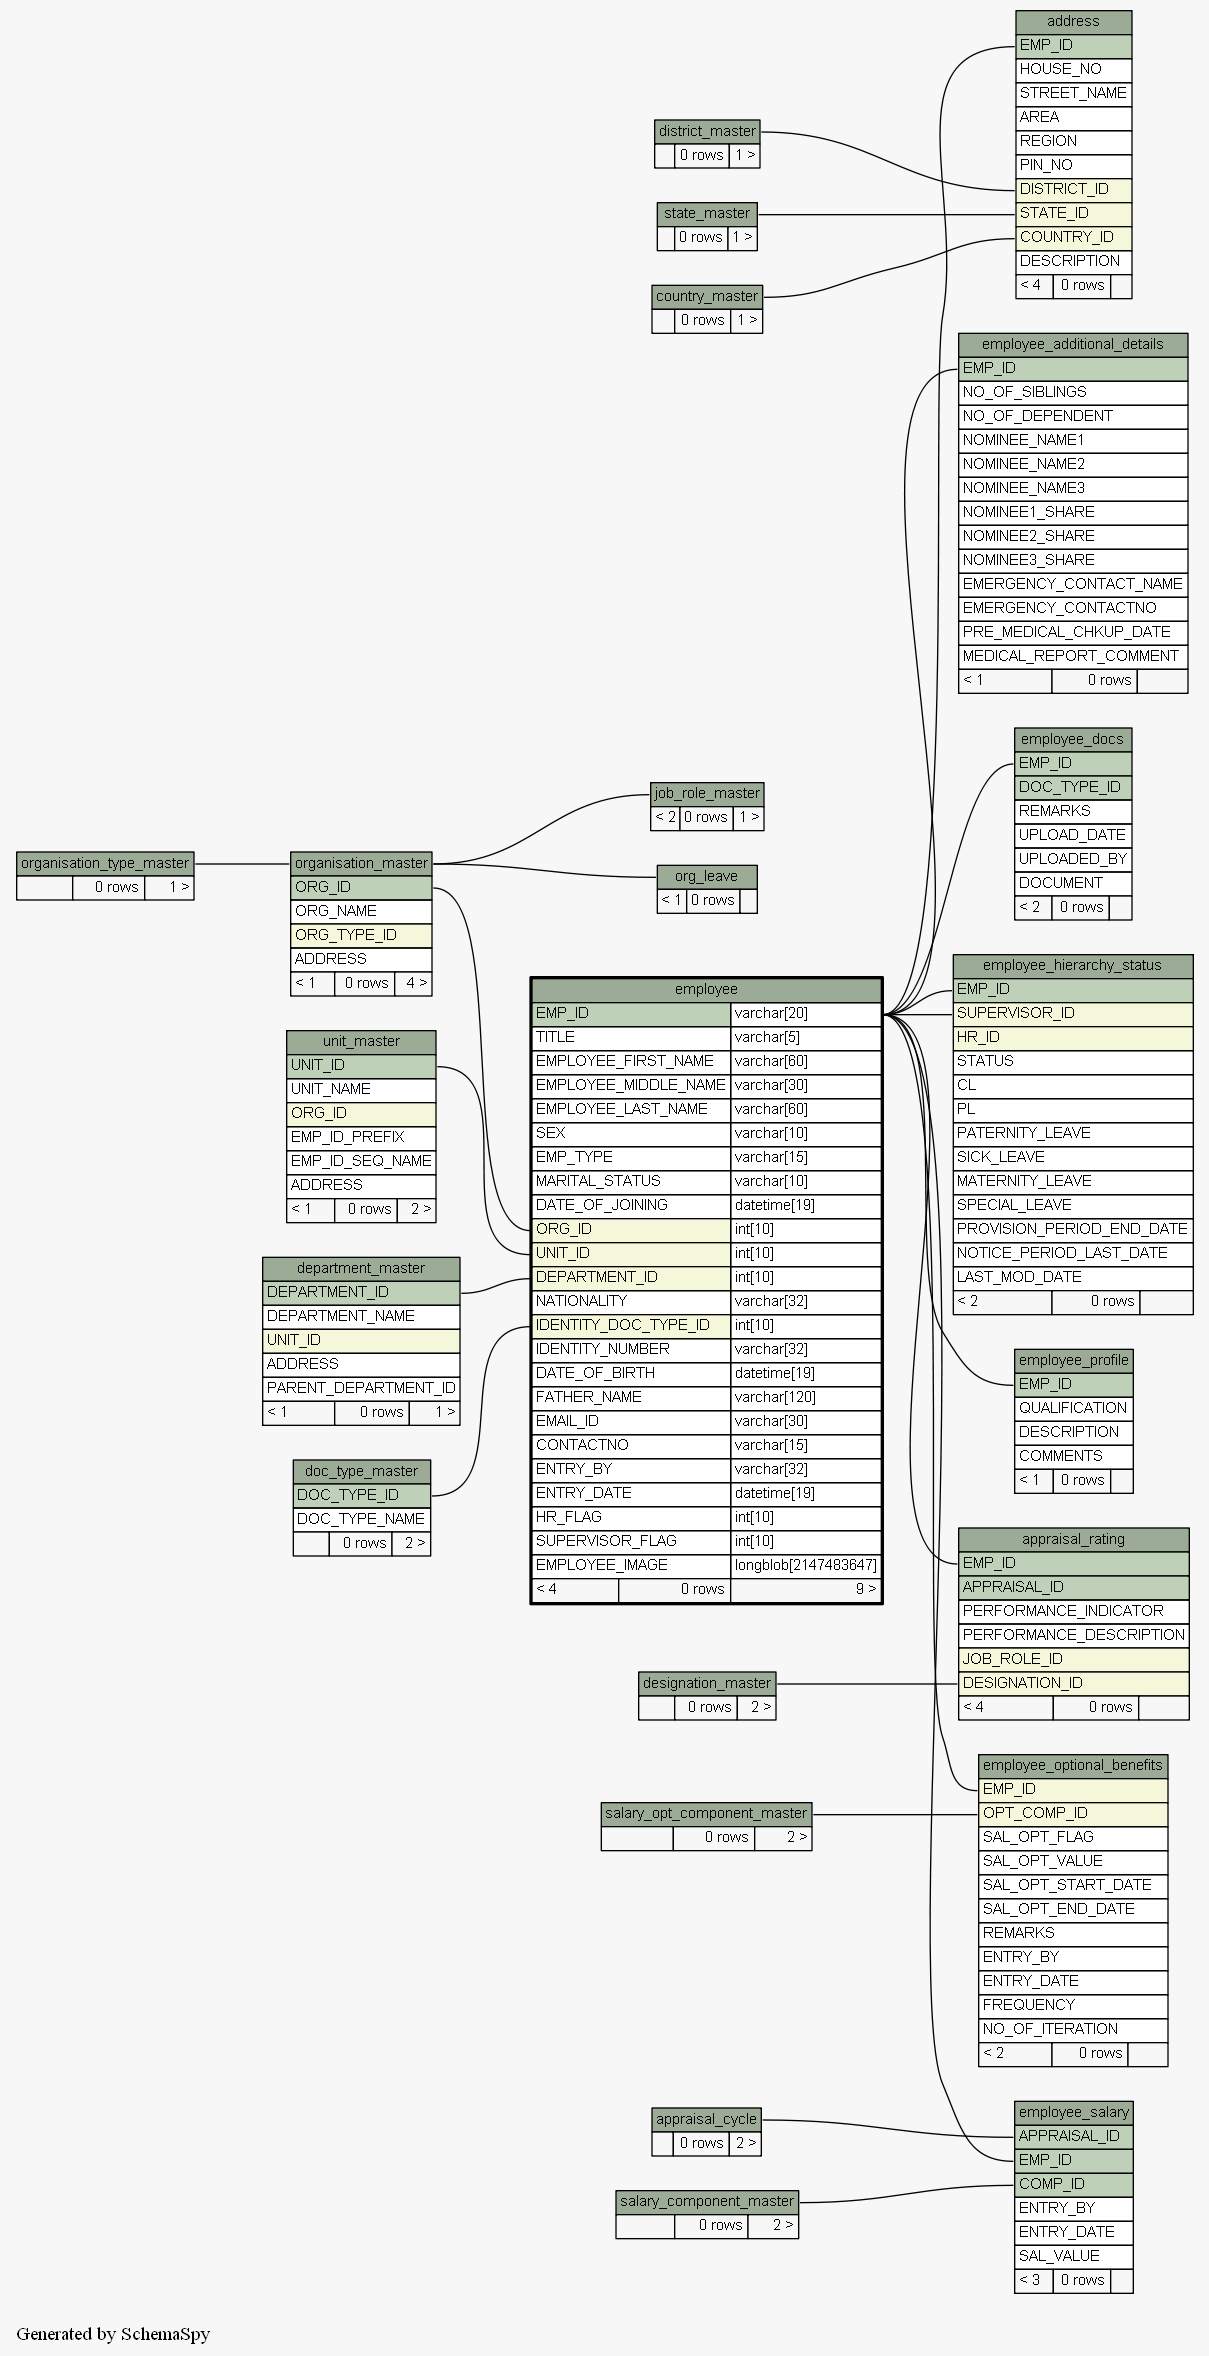 address
EMP_ID
HOUSE_NO
STREET_NAME
AREA
REGION
PIN_NO
DISTRICT_ID
STATE_ID
COUNTRY_ID
DESCRIPTION
< 4 0 rows
district_master
0 rows 1 >
state_master
0 rows 1 >
country_master
0 rows 1 >
employee_additional_details
EMP_ID
NO_OF_SIBLINGS
NO_OF_DEPENDENT
NOMINEE_NAME1
NOMINEE_NAME2
NOMINEE_NAME3
NOMINEE1_SHARE
NOMINEE2_SHARE
NOMINEE3_SHARE
EMERGENCY_CONTACT_NAME
EMERGENCY_CONTACTNO
PRE_MEDICAL_CHKUP_DATE
MEDICAL_REPORT_COMMENT
< 1 0 rows
employee_docs
EMP_ID
DOC_TYPE_ID
REMARKS
UPLOAD_DATE
UPLOADED_BY
DOCUMENT
< 2 0 rows
job_role_master
< 2 0 rows 1 >
org_leave
< 1 0 rows
organisation_type_master
0 rows 1 >
organisation_master
ORG_ID
ORG_NAME
ORG_TYPE_ID
ADDRESS
< 1 0 rows 4 >
unit_master
UNIT_ID
UNIT_NAME
ORG_ID
EMP_ID_PREFIX
EMP_ID_SEQ_NAME
ADDRESS
< 1 0 rows 2 >
department_master
DEPARTMENT_ID
DEPARTMENT_NAME
UNIT_ID
ADDRESS
PARENT_DEPARTMENT_ID
< 1 0 rows 1 >
doc_type_master
DOC_TYPE_ID
DOC_TYPE_NAME
0 rows 2 >
employee
EMP_ID varchar[20]
TITLE varchar[5]
EMPLOYEE_FIRST_NAME varchar[60]
EMPLOYEE_MIDDLE_NAME varchar[30]
EMPLOYEE_LAST_NAME varchar[60]
SEX varchar[10]
EMP_TYPE varchar[15]
MARITAL_STATUS varchar[10]
DATE_OF_JOINING datetime[19]
ORG_ID int[10]
UNIT_ID int[10]
DEPARTMENT_ID int[10]
NATIONALITY varchar[32]
IDENTITY_DOC_TYPE_ID int[10]
IDENTITY_NUMBER varchar[32]
DATE_OF_BIRTH datetime[19]
FATHER_NAME varchar[120]
EMAIL_ID varchar[30]
CONTACTNO varchar[15]
ENTRY_BY varchar[32]
ENTRY_DATE datetime[19]
HR_FLAG int[10]
SUPERVISOR_FLAG int[10]
EMPLOYEE_IMAGE longblob[2147483647]
< 4 0 rows 9 >
employee_hierarchy_status
EMP_ID
SUPERVISOR_ID
HR_ID
STATUS
CL
PL
PATERNITY_LEAVE
SICK_LEAVE
MATERNITY_LEAVE
SPECIAL_LEAVE
PROVISION_PERIOD_END_DATE
NOTICE_PERIOD_LAST_DATE
LAST_MOD_DATE
< 2 0 rows
employee_profile
EMP_ID
QUALIFICATION
DESCRIPTION
COMMENTS
< 1 0 rows
appraisal_rating
EMP_ID
APPRAISAL_ID
PERFORMANCE_INDICATOR
PERFORMANCE_DESCRIPTION
JOB_ROLE_ID
DESIGNATION_ID
< 4 0 rows
designation_master
0 rows 2 >
employee_optional_benefits
EMP_ID
OPT_COMP_ID
SAL_OPT_FLAG
SAL_OPT_VALUE
SAL_OPT_START_DATE
SAL_OPT_END_DATE
REMARKS
ENTRY_BY
ENTRY_DATE
FREQUENCY
NO_OF_ITERATION
< 2 0 rows
salary_opt_component_master
0 rows 2 >
employee_salary
APPRAISAL_ID
EMP_ID
COMP_ID
ENTRY_BY
ENTRY_DATE
SAL_VALUE
< 3 0 rows
appraisal_cycle
0 rows 2 >
salary_component_master
0 rows 2 >
Generated by SchemaSpy